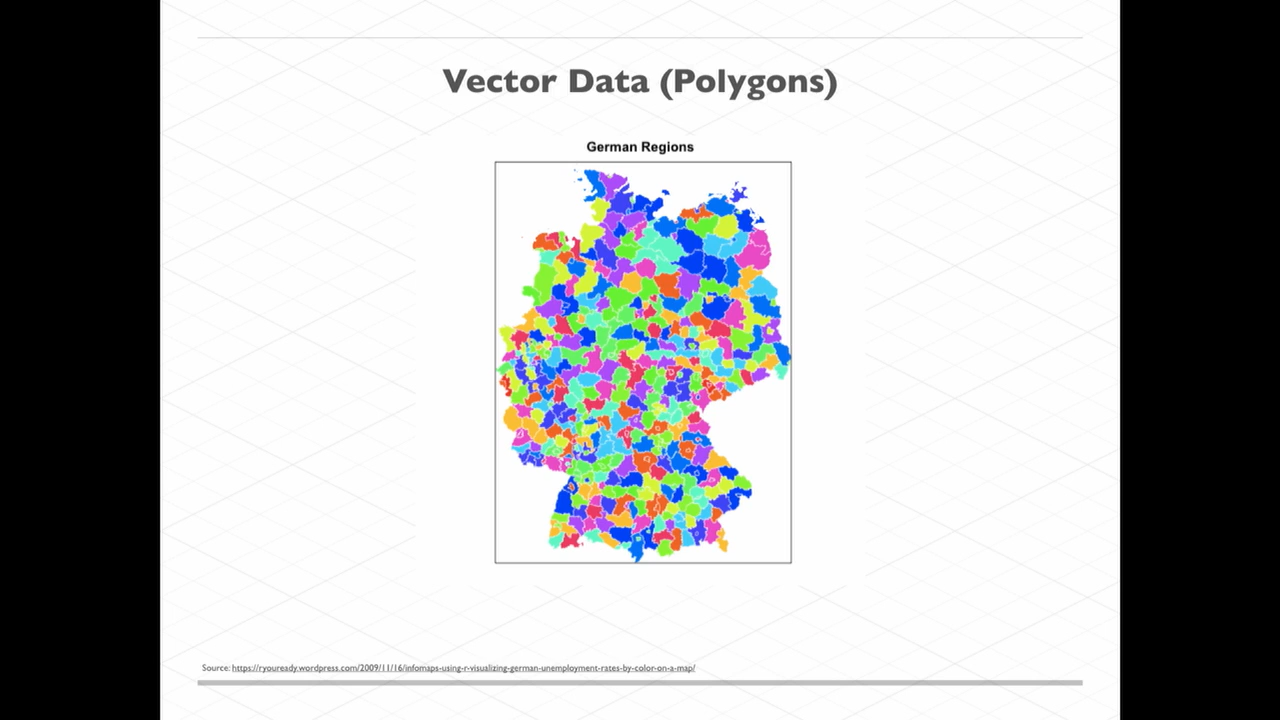 Vector Data (Polygons)
German Regions
Source: https://ryouready.wordpress.com/2009/11/16/infomaps-using-r-visualizing-german-unemployment-rates-by-color-on-a-map/